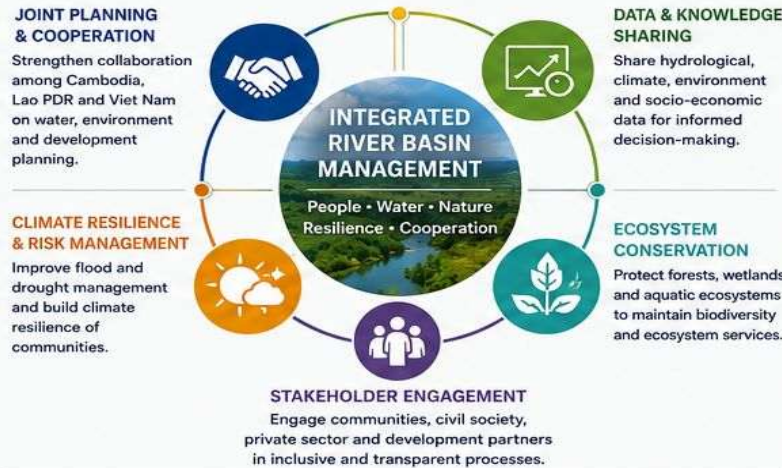 JOINT PLANNING
& COOPERATION
Strengthen collaboration
among Cambodia,
Lao PDR and Viet Nam
on water, environment
and development
planning.
DATA & KNOWLEDGE
SHARING
Share hydrological,
climate, environment
and socio-economic
data for informed
decision-making.
INTEGRATED
RIVER BASIN
MANAGEMENT
People • Water • Nature
Resilience • Cooperation
CLIMATE RESILIENCE
& RISK MANAGEMENT
Improve flood and
drought management
and build climate
resilience of
communities.
ECOSYSTEM
CONSERVATION
Protect forests, wetlands
and aquatic ecosystems
to maintain biodiversity
and ecosystem services.
STAKEHOLDER ENGAGEMENT
Engage communities, civil society,
private sector and development partners
in inclusive and transparent processes.